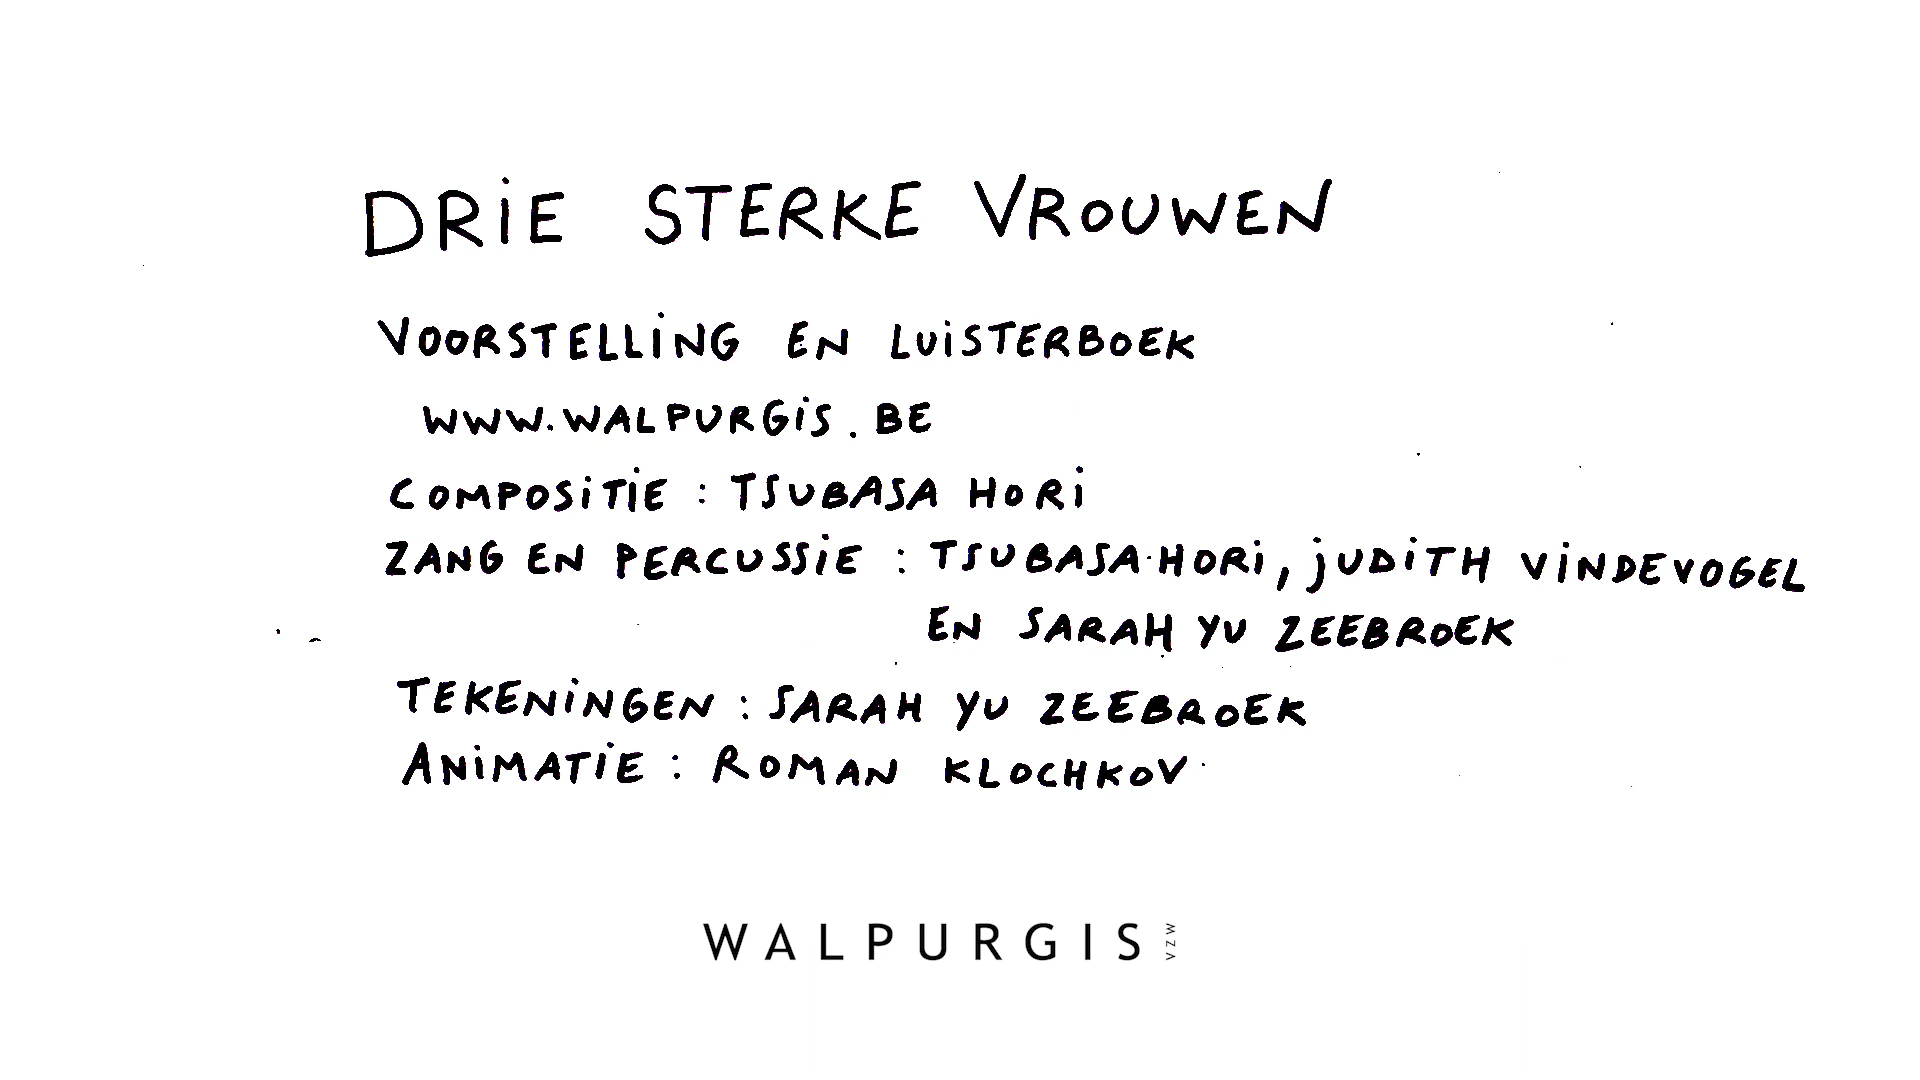 DRiE STERKE VROUWEN
VOORSTELLiNG EN LUiSTERBOEK
WWW.WALPURGiS.BE
COMPOSiTiE : TSUBASA HORi
ZANG EN PERCUSSiE : TSUBASA HORi, jUDiTH ViNDEVOGEL
EN SARAH YU ZEEBROEK
TEKENiNGEN : SARAH YU ZEEBROEK
ANiMATiE : ROMAN KLOCHKOV
WALPURGIS VZW